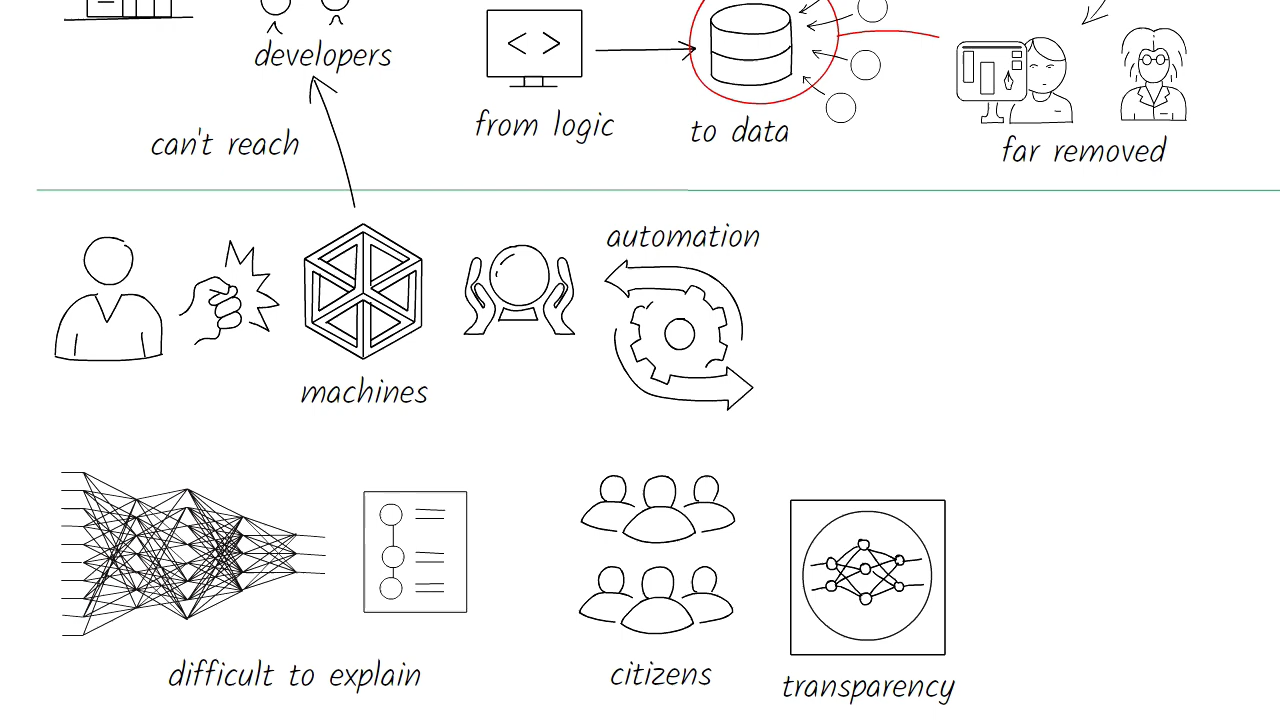 developers
can't reach
from logic
to data
far removed
automation
machines
difficult to explain
citizens
transparency